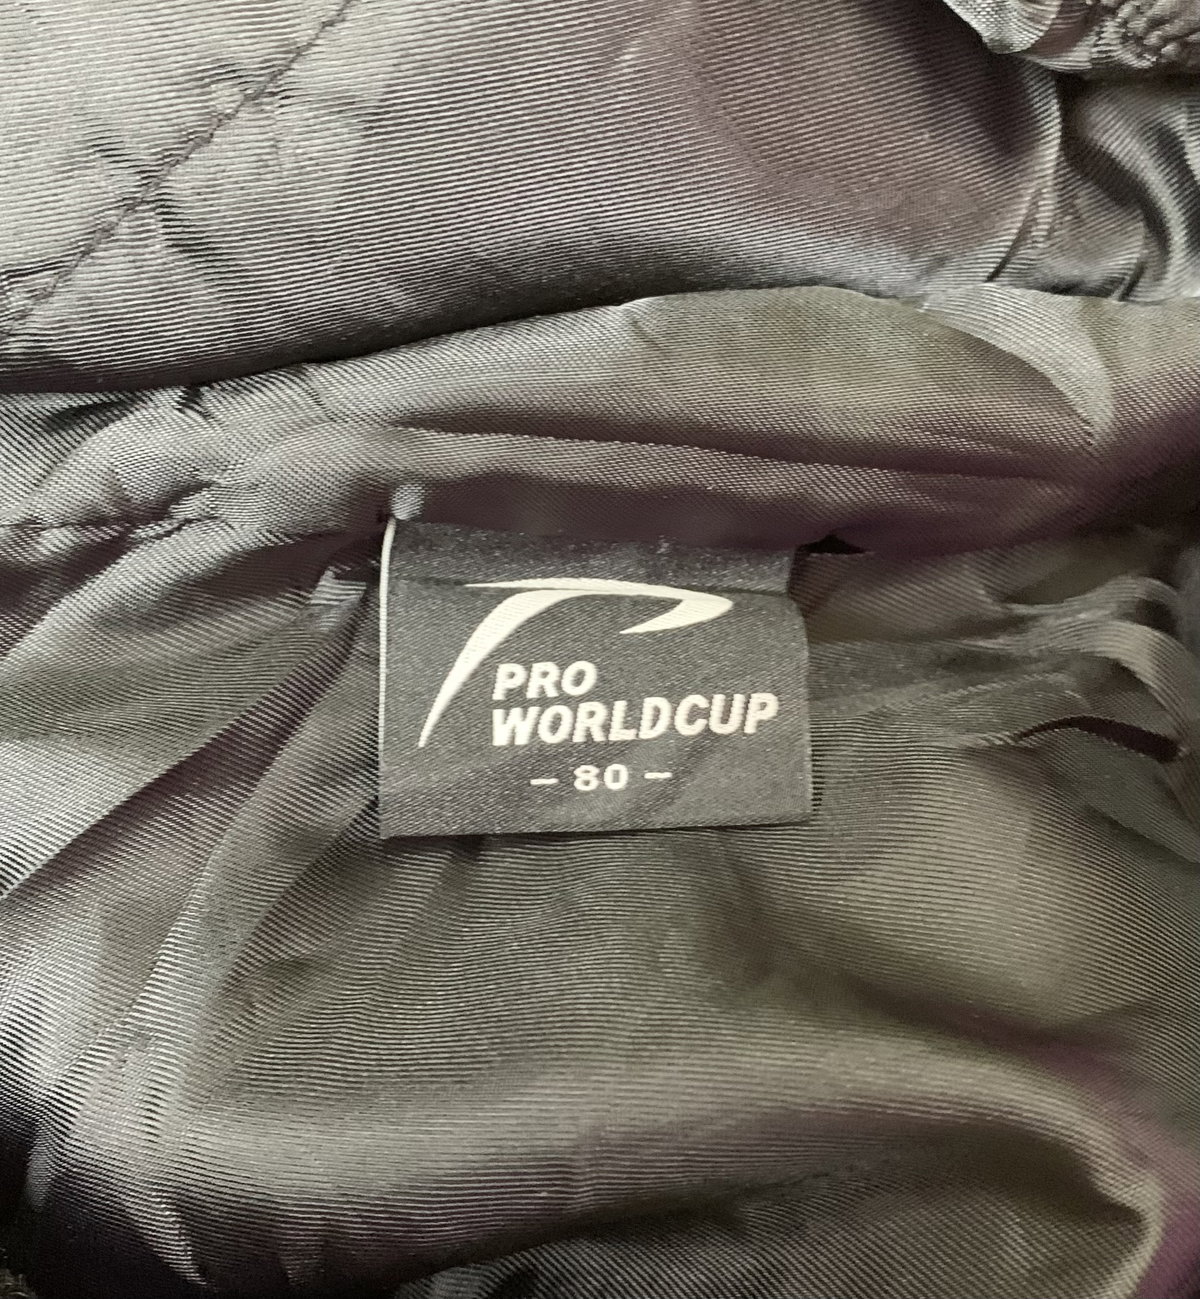 PRO
WORLDCUP
– 80 –